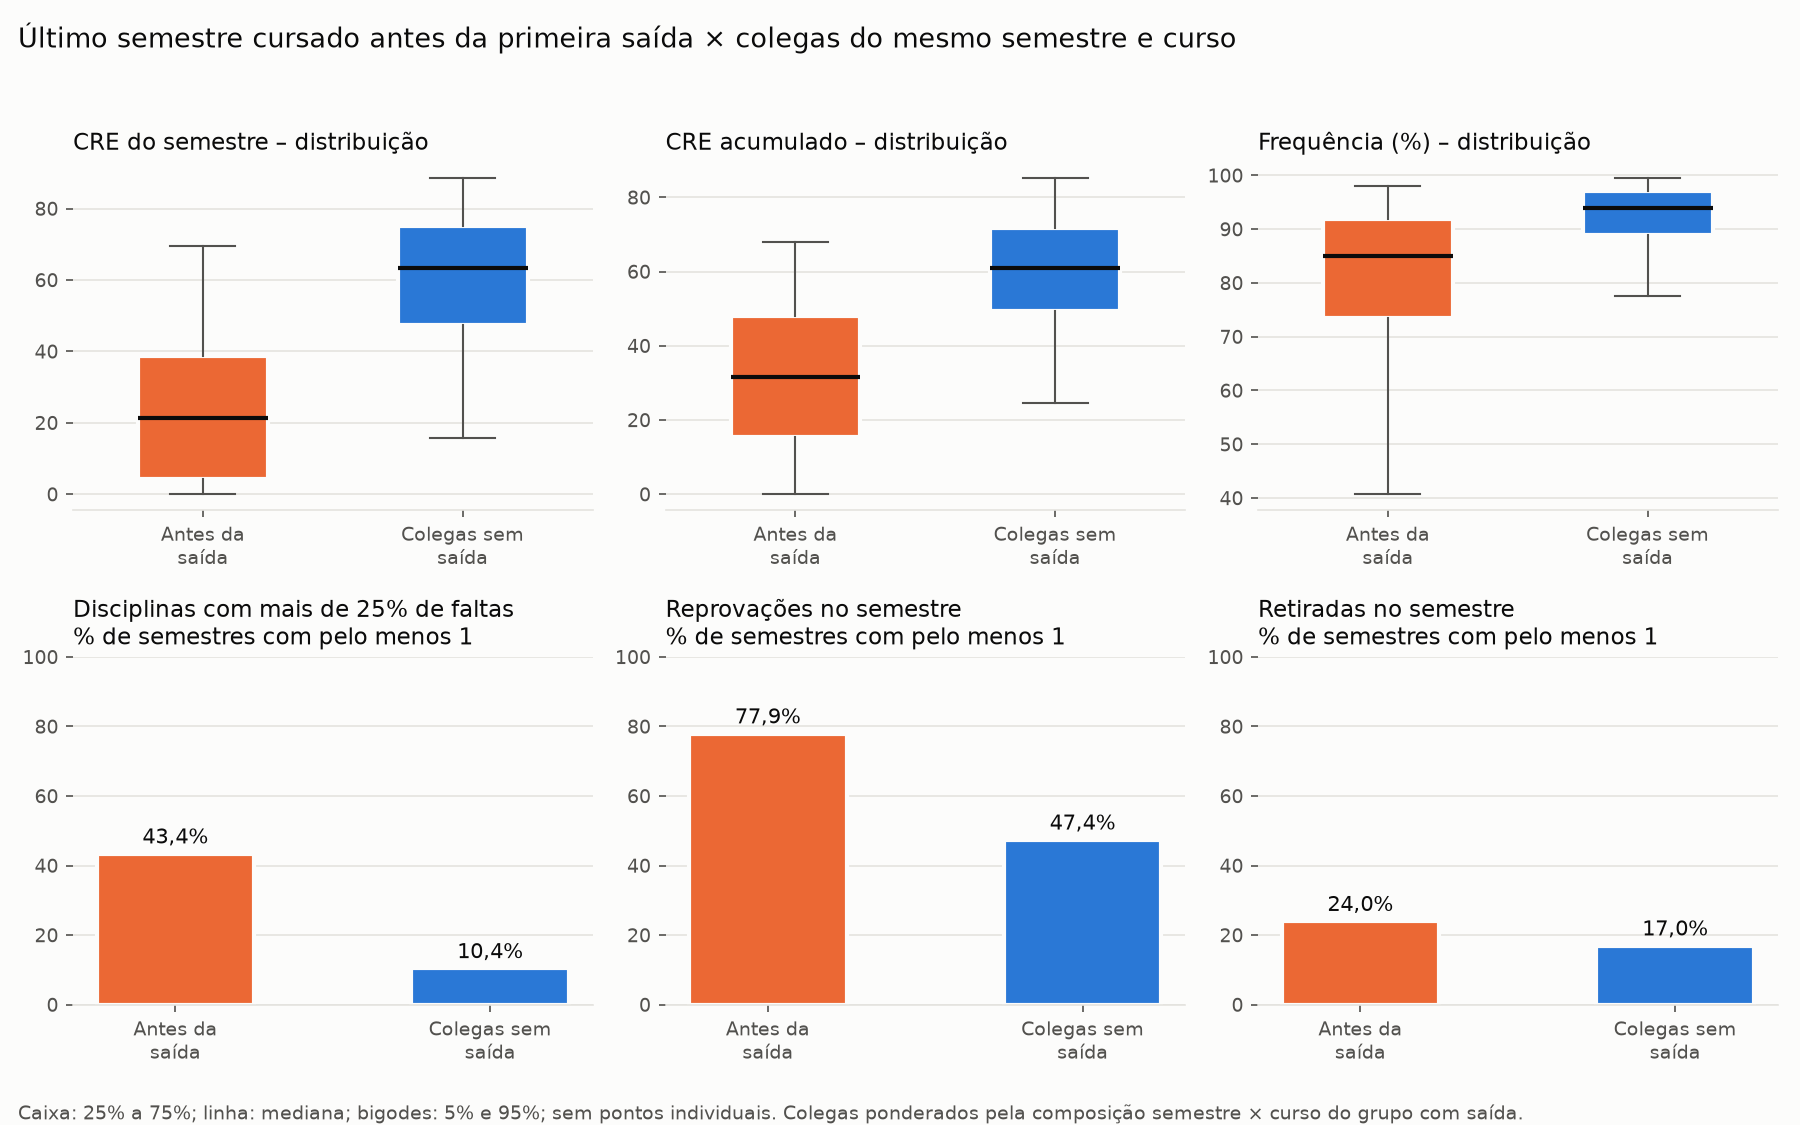 Último semestre cursado antes da primeira saída × colegas do mesmo semestre e curso
CRE do semestre – distribuição
80
60
40
20
0
Antes da
saída
Colegas sem
saída
CRE acumulado – distribuição
80
60
40
20
0
Antes da
saída
Colegas sem
saída
Frequência (%) – distribuição
100
90
80
70
60
50
40
Antes da
saída
Colegas sem
saída
Disciplinas com mais de 25% de faltas
% de semestres com pelo menos 1
100
80
60
40
20
0
43,4%
10,4%
Antes da
saída
Colegas sem
saída
Reprovações no semestre
% de semestres com pelo menos 1
100
80
60
40
20
0
77,9%
47,4%
Antes da
saída
Colegas sem
saída
Retiradas no semestre
% de semestres com pelo menos 1
100
80
60
40
20
0
24,0%
17,0%
Antes da
saída
Colegas sem
saída
Caixa: 25% a 75%; linha: mediana; bigodes: 5% e 95%; sem pontos individuais. Colegas ponderados pela composição semestre × curso do grupo com saída.